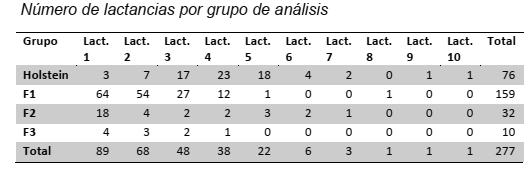 Número de lactancias por grupo de análisis
Grupo Lact. Lact. Lact. Lact. Lact. Lact. Lact. Lact. Lact. Lact. Total
1 2 3 4 5 6 7 8 9 10
Holstein 3 7 17 23 18 4 2 0 1 1 76
F1 64 54 27 12 1 0 0 1 0 0 159
F2 18 4 2 2 3 2 1 0 0 0 32
F3 4 3 2 1 0 0 0 0 0 0 10
Total 89 68 48 38 22 6 3 1 1 1 277